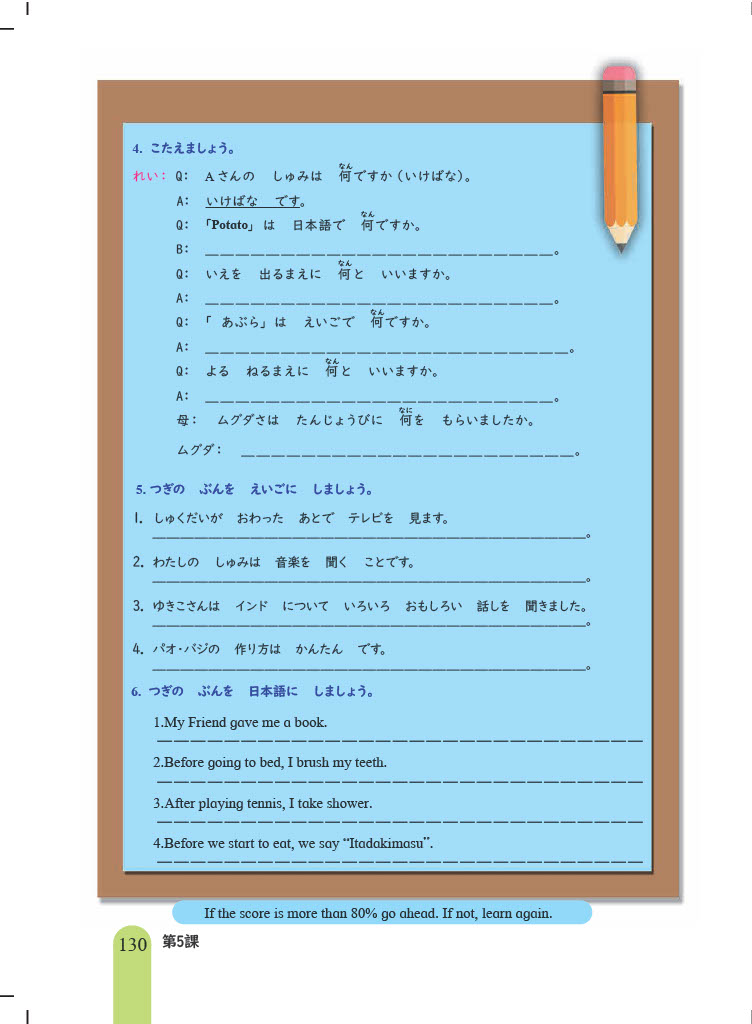 4. こたえましょう。
れい： Q: Aさんの しゅみは 何ですか（いけばな）。
A: いけばな です。
Q: 「Potato」 は 日本語で 何ですか。
B: ＿＿＿＿＿＿＿＿＿＿＿＿＿＿＿＿＿＿＿＿＿＿＿。
Q: いえを 出るまえに 何と いいますか。
A: ＿＿＿＿＿＿＿＿＿＿＿＿＿＿＿＿＿＿＿＿＿＿＿。
Q: 「 あぶら」は えいごで 何ですか。
A: ＿＿＿＿＿＿＿＿＿＿＿＿＿＿＿＿＿＿＿＿＿＿＿＿。
Q: よる ねるまえに 何と いいますか。
A: ＿＿＿＿＿＿＿＿＿＿＿＿＿＿＿＿＿＿＿＿＿＿＿。
母： ムグダさは たんじょうびに 何を もらいましたか。
ムグダ： ＿＿＿＿＿＿＿＿＿＿＿＿＿＿＿＿＿＿＿＿＿＿。
5. つぎの ぶんを えいごに しましょう。
1. しゅくだいが おわった あとで テレビを 見ます。
＿＿＿＿＿＿＿＿＿＿＿＿＿＿＿＿＿＿＿＿＿＿＿。
2. わたしの しゅみは 音楽を 聞く ことです。
＿＿＿＿＿＿＿＿＿＿＿＿＿＿＿＿＿＿＿＿＿＿＿。
3. ゆきこさんは インド について いろいろ おもしろい 話しを 聞きました。
＿＿＿＿＿＿＿＿＿＿＿＿＿＿＿＿＿＿＿＿＿＿＿。
4. パオ・バジの 作り方は かんたん です。
＿＿＿＿＿＿＿＿＿＿＿＿＿＿＿＿＿＿＿＿＿＿＿。
6. つぎの ぶんを 日本語に しましょう。
1.My Friend gave me a book.
2.Before going to bed, I brush my teeth.
3.After playing tennis, I take shower.
4.Before we start to eat, we say “Itadakimasu”.
If the score is more than 80% go ahead. If not, learn again.
130 第5課